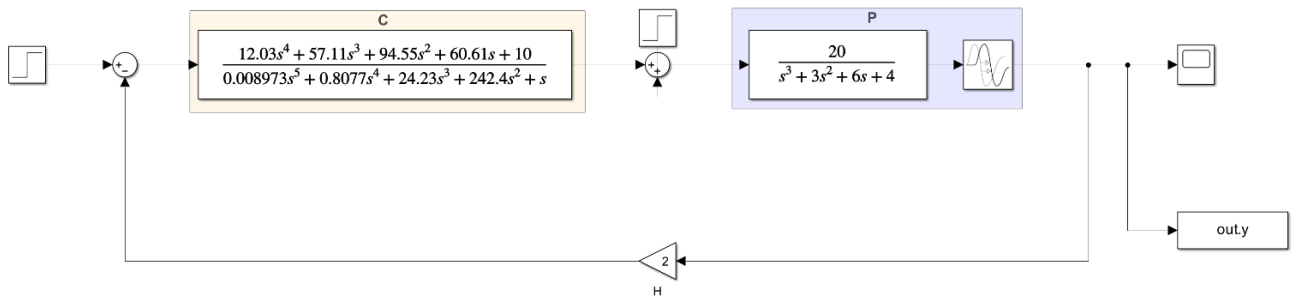 C
12.03s⁴ + 57.11s³ + 94.55s² + 60.61s + 10
0.008973s⁵ + 0.8077s⁴ + 24.23s³ + 242.4s² + s
P
20
s³ + 3s² + 6s + 4
+
−
+
+
out.y
2
H